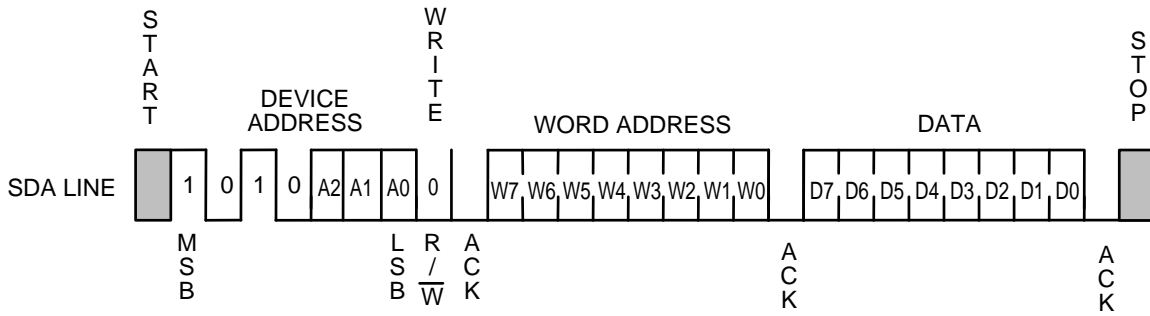 START
WRITE
STOP
DEVICE
ADDRESS
WORD ADDRESS
DATA
SDA LINE
1 0 1 0 A2 A1 A0 0 W7 W6 W5 W4 W3 W2 W1 W0 D7 D6 D5 D4 D3 D2 D1 D0
MSB
LSB
R/W
ACK
ACK
ACK